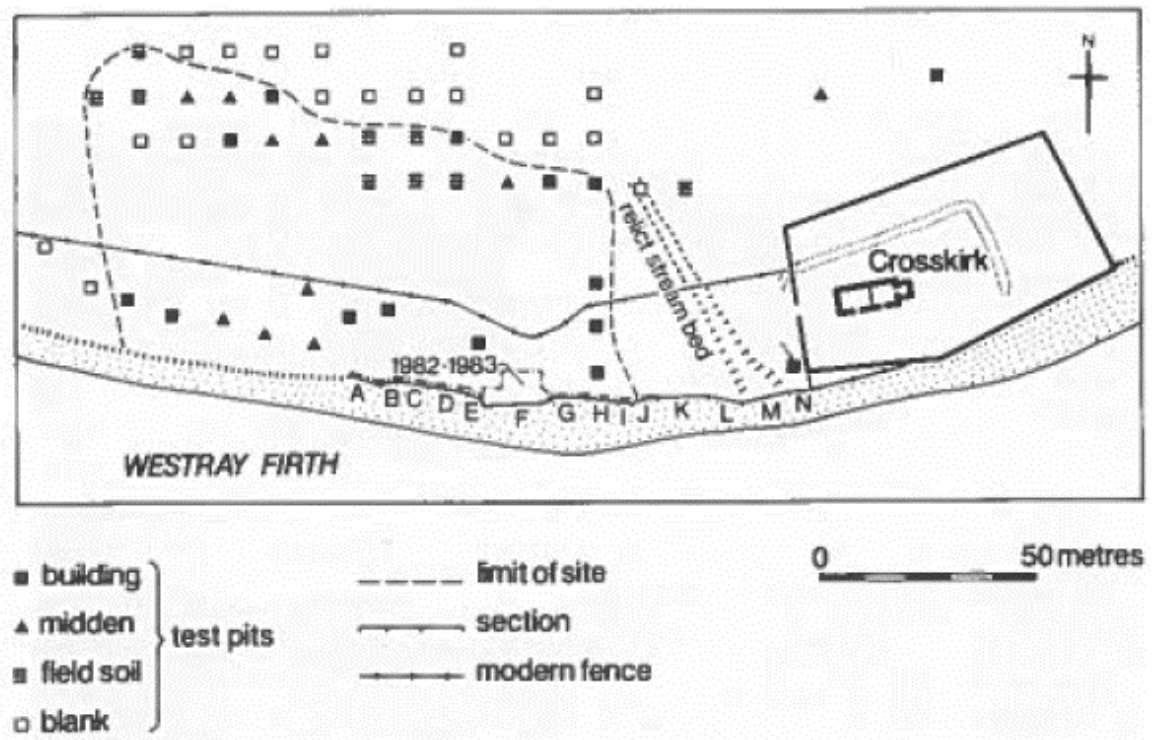 N
relict stream bed
Crosskirk
1982-1983
A B C D E F G H I J K L M N
WESTRAY FIRTH
0 50 metres
building
midden
field soil
blank
test pits
limit of site
section
modern fence